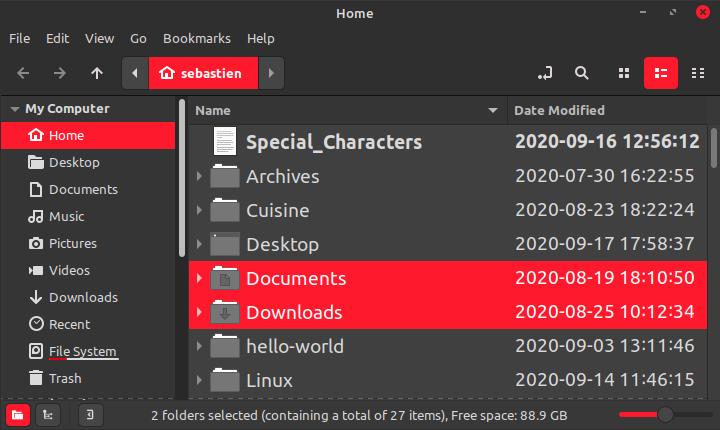 Home
File Edit View Go Bookmarks Help
sebastien
My Computer
Home
Desktop
Documents
Music
Pictures
Videos
Downloads
Recent
File System
Trash
Name Date Modified
Special_Characters 2020-09-16 12:56:12
Archives 2020-07-30 16:22:55
Cuisine 2020-08-23 18:22:24
Desktop 2020-09-17 17:58:37
Documents 2020-08-19 18:10:50
Downloads 2020-08-25 10:12:34
hello-world 2020-09-03 13:11:46
Linux 2020-09-14 11:46:15
2 folders selected (containing a total of 27 items), Free space: 88.9 GB